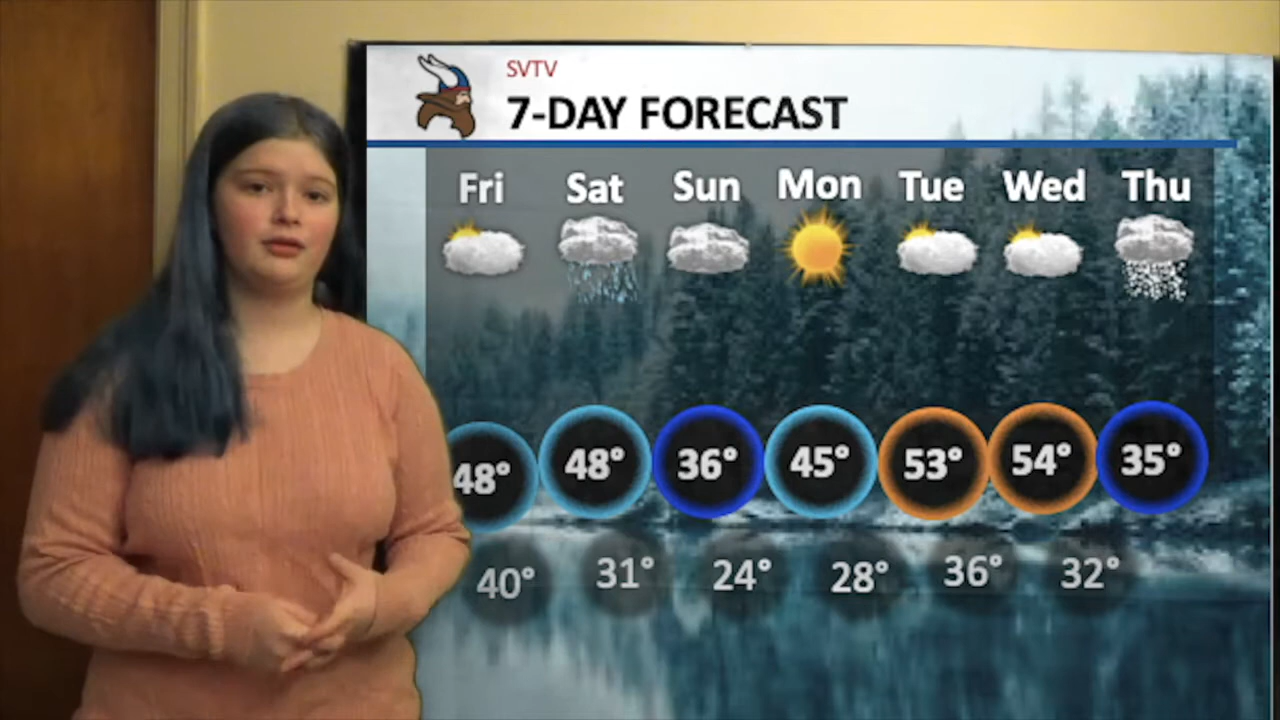 SVTV
7-DAY FORECAST
Fri Sat Sun Mon Tue Wed Thu
48° 48° 36° 45° 53° 54° 35°
40° 31° 24° 28° 36° 32°